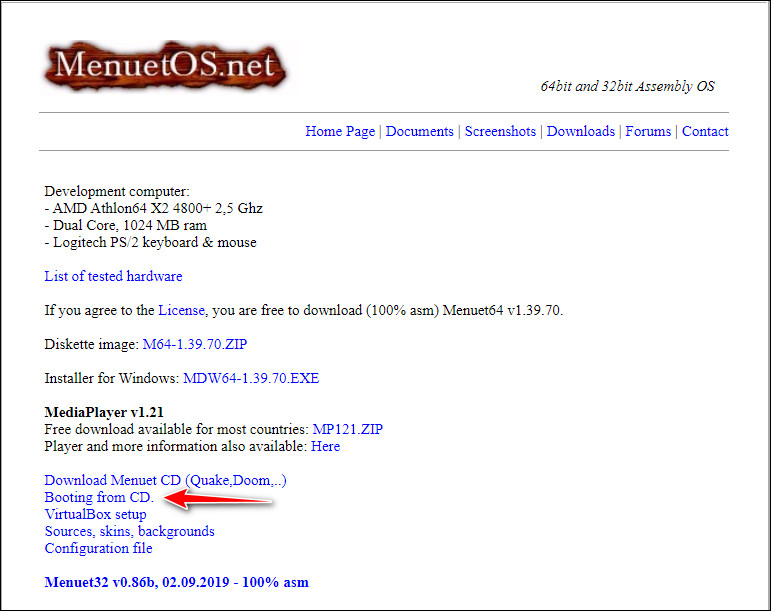 MenuetOS.net
64bit and 32bit Assembly OS
Home Page | Documents | Screenshots | Downloads | Forums | Contact
Development computer:
- AMD Athlon64 X2 4800+ 2,5 Ghz
- Dual Core, 1024 MB ram
- Logitech PS/2 keyboard & mouse
List of tested hardware
If you agree to the License, you are free to download (100% asm) Menuet64 v1.39.70.
Diskette image: M64-1.39.70.ZIP
Installer for Windows: MDW64-1.39.70.EXE
MediaPlayer v1.21
Free download available for most countries: MP121.ZIP
Player and more information also available: Here
Download Menuet CD (Quake,Doom,..)
Booting from CD.
VirtualBox setup
Sources, skins, backgrounds
Configuration file
Menuet32 v0.86b, 02.09.2019 - 100% asm